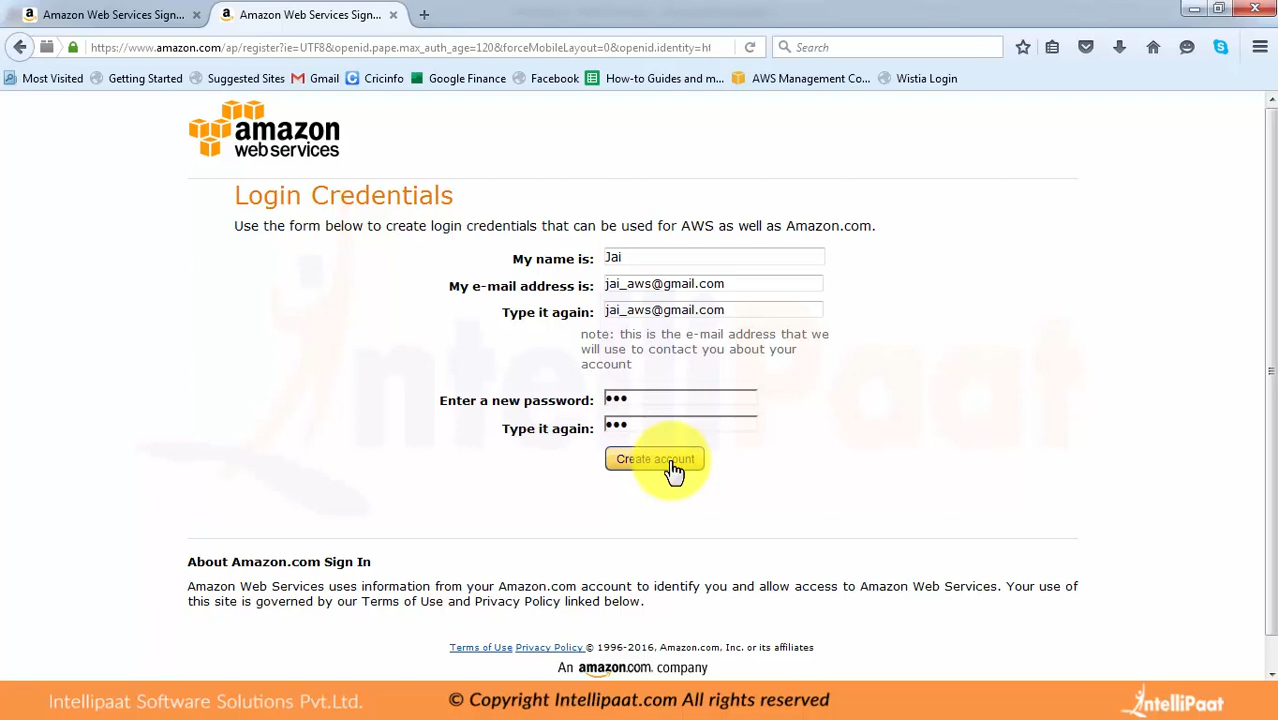 Amazon Web Services Sign...
Amazon Web Services Sign...
https://www.amazon.com/ap/register?ie=UTF8&openid.pape.max_auth_age=120&forceMobileLayout=0&openid.identity=ht
Search
Most Visited Getting Started Suggested Sites Gmail Cricinfo Google Finance Facebook How-to Guides and m... AWS Management Co... Wistia Login
amazon
web services
Login Credentials
Use the form below to create login credentials that can be used for AWS as well as Amazon.com.
My name is: Jai
My e-mail address is: jai_aws@gmail.com
Type it again: jai_aws@gmail.com
note: this is the e-mail address that we
will use to contact you about your
account
IntelliPaat
Enter a new password: •••
Type it again: •••
Create account
About Amazon.com Sign In
Amazon Web Services uses information from your Amazon.com account to identify you and allow access to Amazon Web Services. Your use
of this site is governed by our Terms of Use and Privacy Policy linked below.
Terms of Use Privacy Policy © 1996-2016, Amazon.com, Inc. or its affiliates
An amazon.com company
Intellipaat Software Solutions Pvt.Ltd. © Copyright Intellipaat.com All rights reserved IntelliPaat